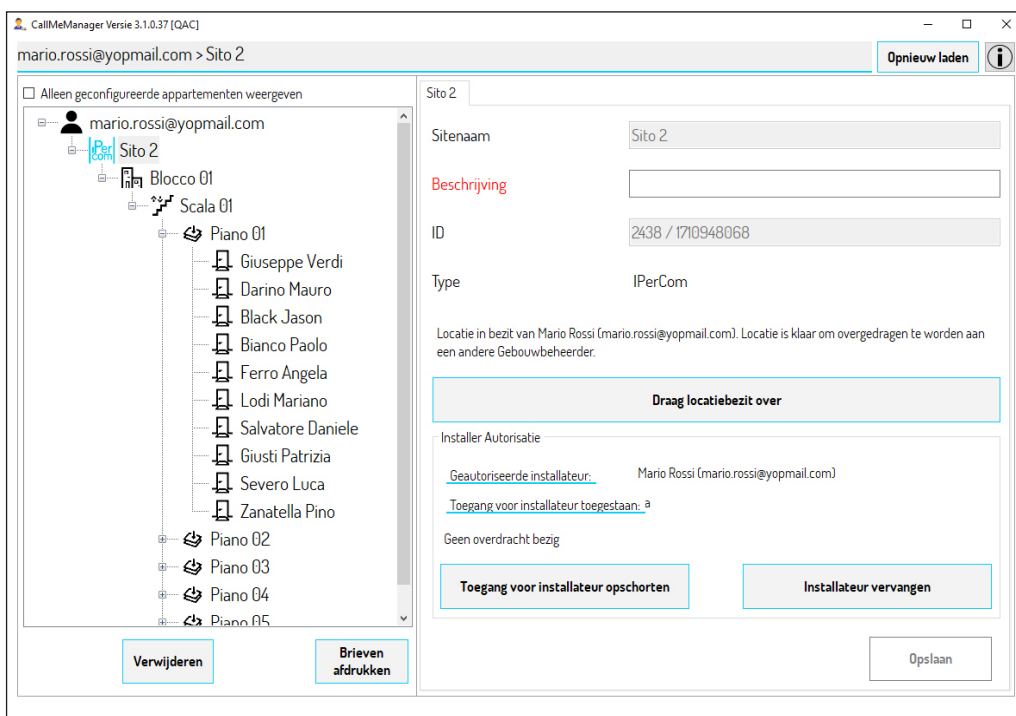 CallMeManager Versie 3.1.0.37 [QAC]
mario.rossi@yopmail.com > Sito 2
Opnieuw laden
i
Alleen geconfigureerde appartementen weergeven
mario.rossi@yopmail.com
IPer
com
Sito 2
Blocco 01
Scala 01
Piano 01
Giuseppe Verdi
Darino Mauro
Black Jason
Bianco Paolo
Ferro Angela
Lodi Mariano
Salvatore Daniele
Giusti Patrizia
Severo Luca
Zanatella Pino
Piano 02
Piano 03
Piano 04
Piano 05
Verwijderen
Brieven
afdrukken
Sito 2
Sitenaam
Sito 2
Beschrijving
ID
2438 / 1710948068
Type
IPerCom
Locatie in bezit van Mario Rossi (mario.rossi@yopmail.com). Locatie is klaar om overgedragen te worden aan
een andere Gebouwbeheerder.
Draag locatiebezit over
Installer Autorisatie
Geautoriseerde installateur:
Mario Rossi (mario.rossi@yopmail.com)
Toegang voor installateur toegestaan: a
Geen overdracht bezig
Toegang voor installateur opschorten
Installateur vervangen
Opslaan